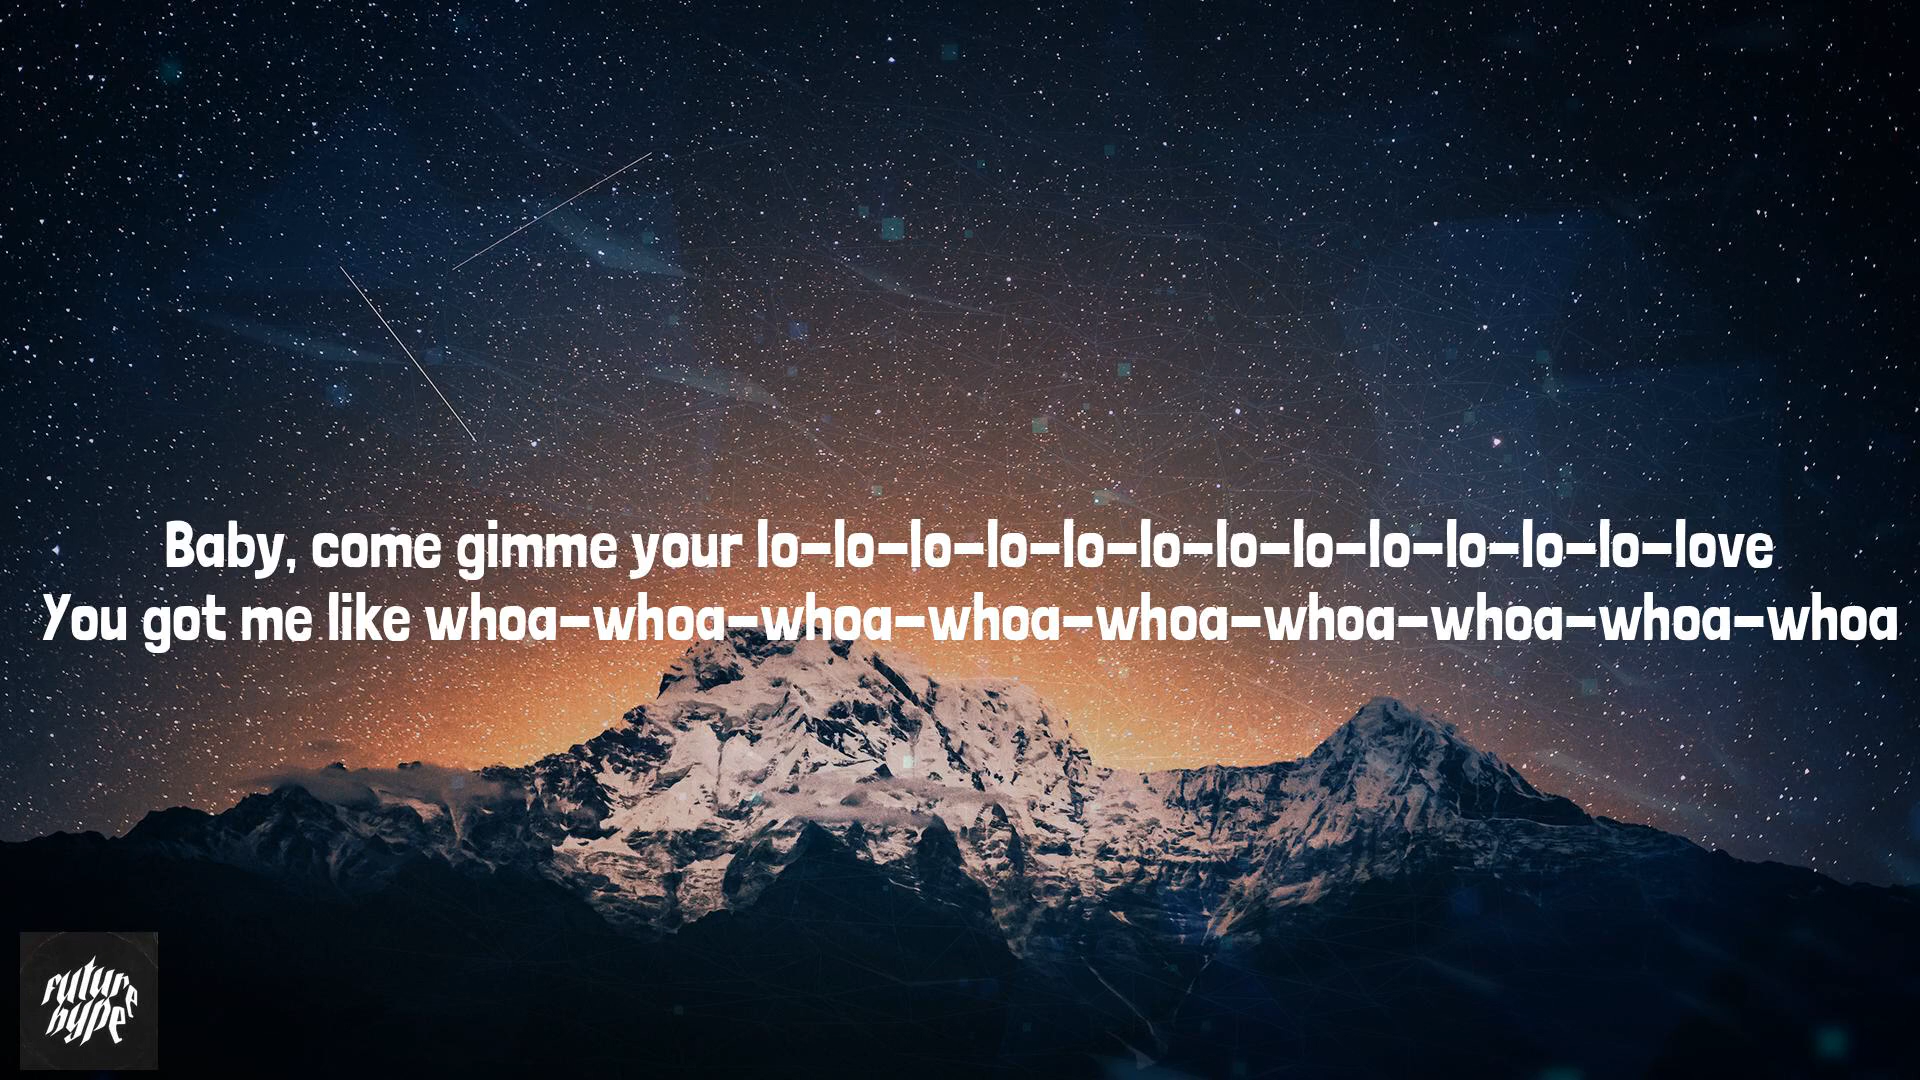 Baby, come gimme your lo-lo-lo-lo-lo-lo-lo-lo-lo-lo-lo-lo-love
You got me like whoa-whoa-whoa-whoa-whoa-whoa-whoa-whoa-whoa
future
hype